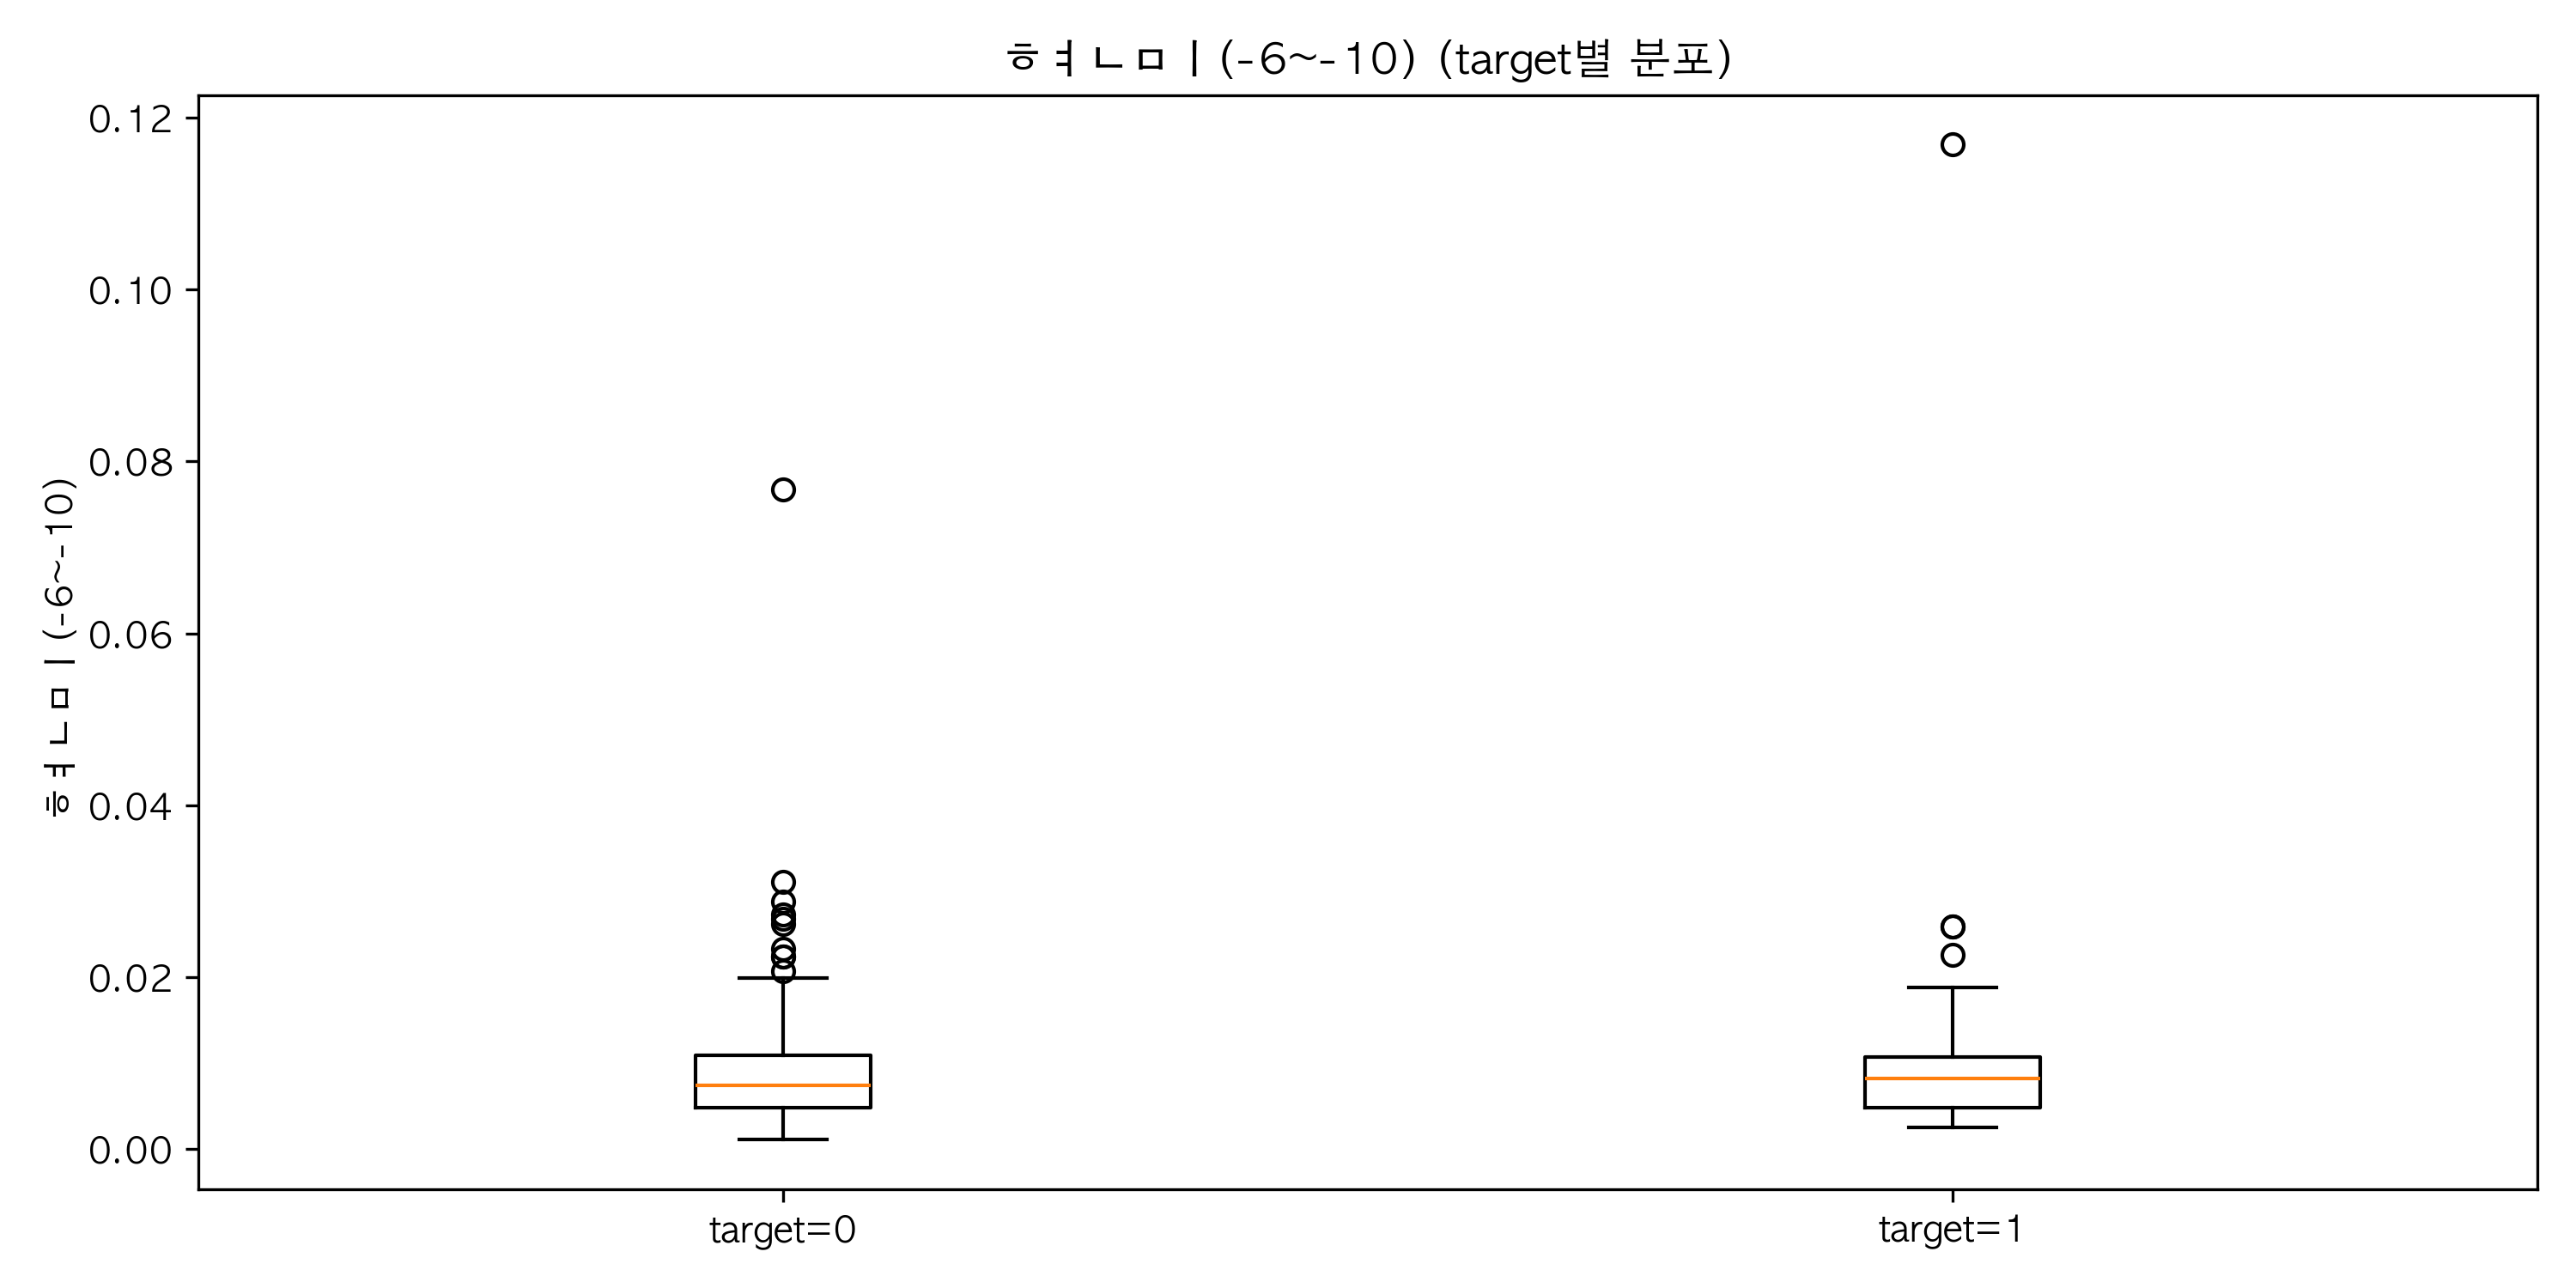 ㅎㅕㄴㅁㅣ(-6~-10) (target별 분포)
0.12
0.10
0.08
0.06
0.04
0.02
0.00
ㅎㅕㄴㅁㅣ(-6~-10)
target=0
target=1